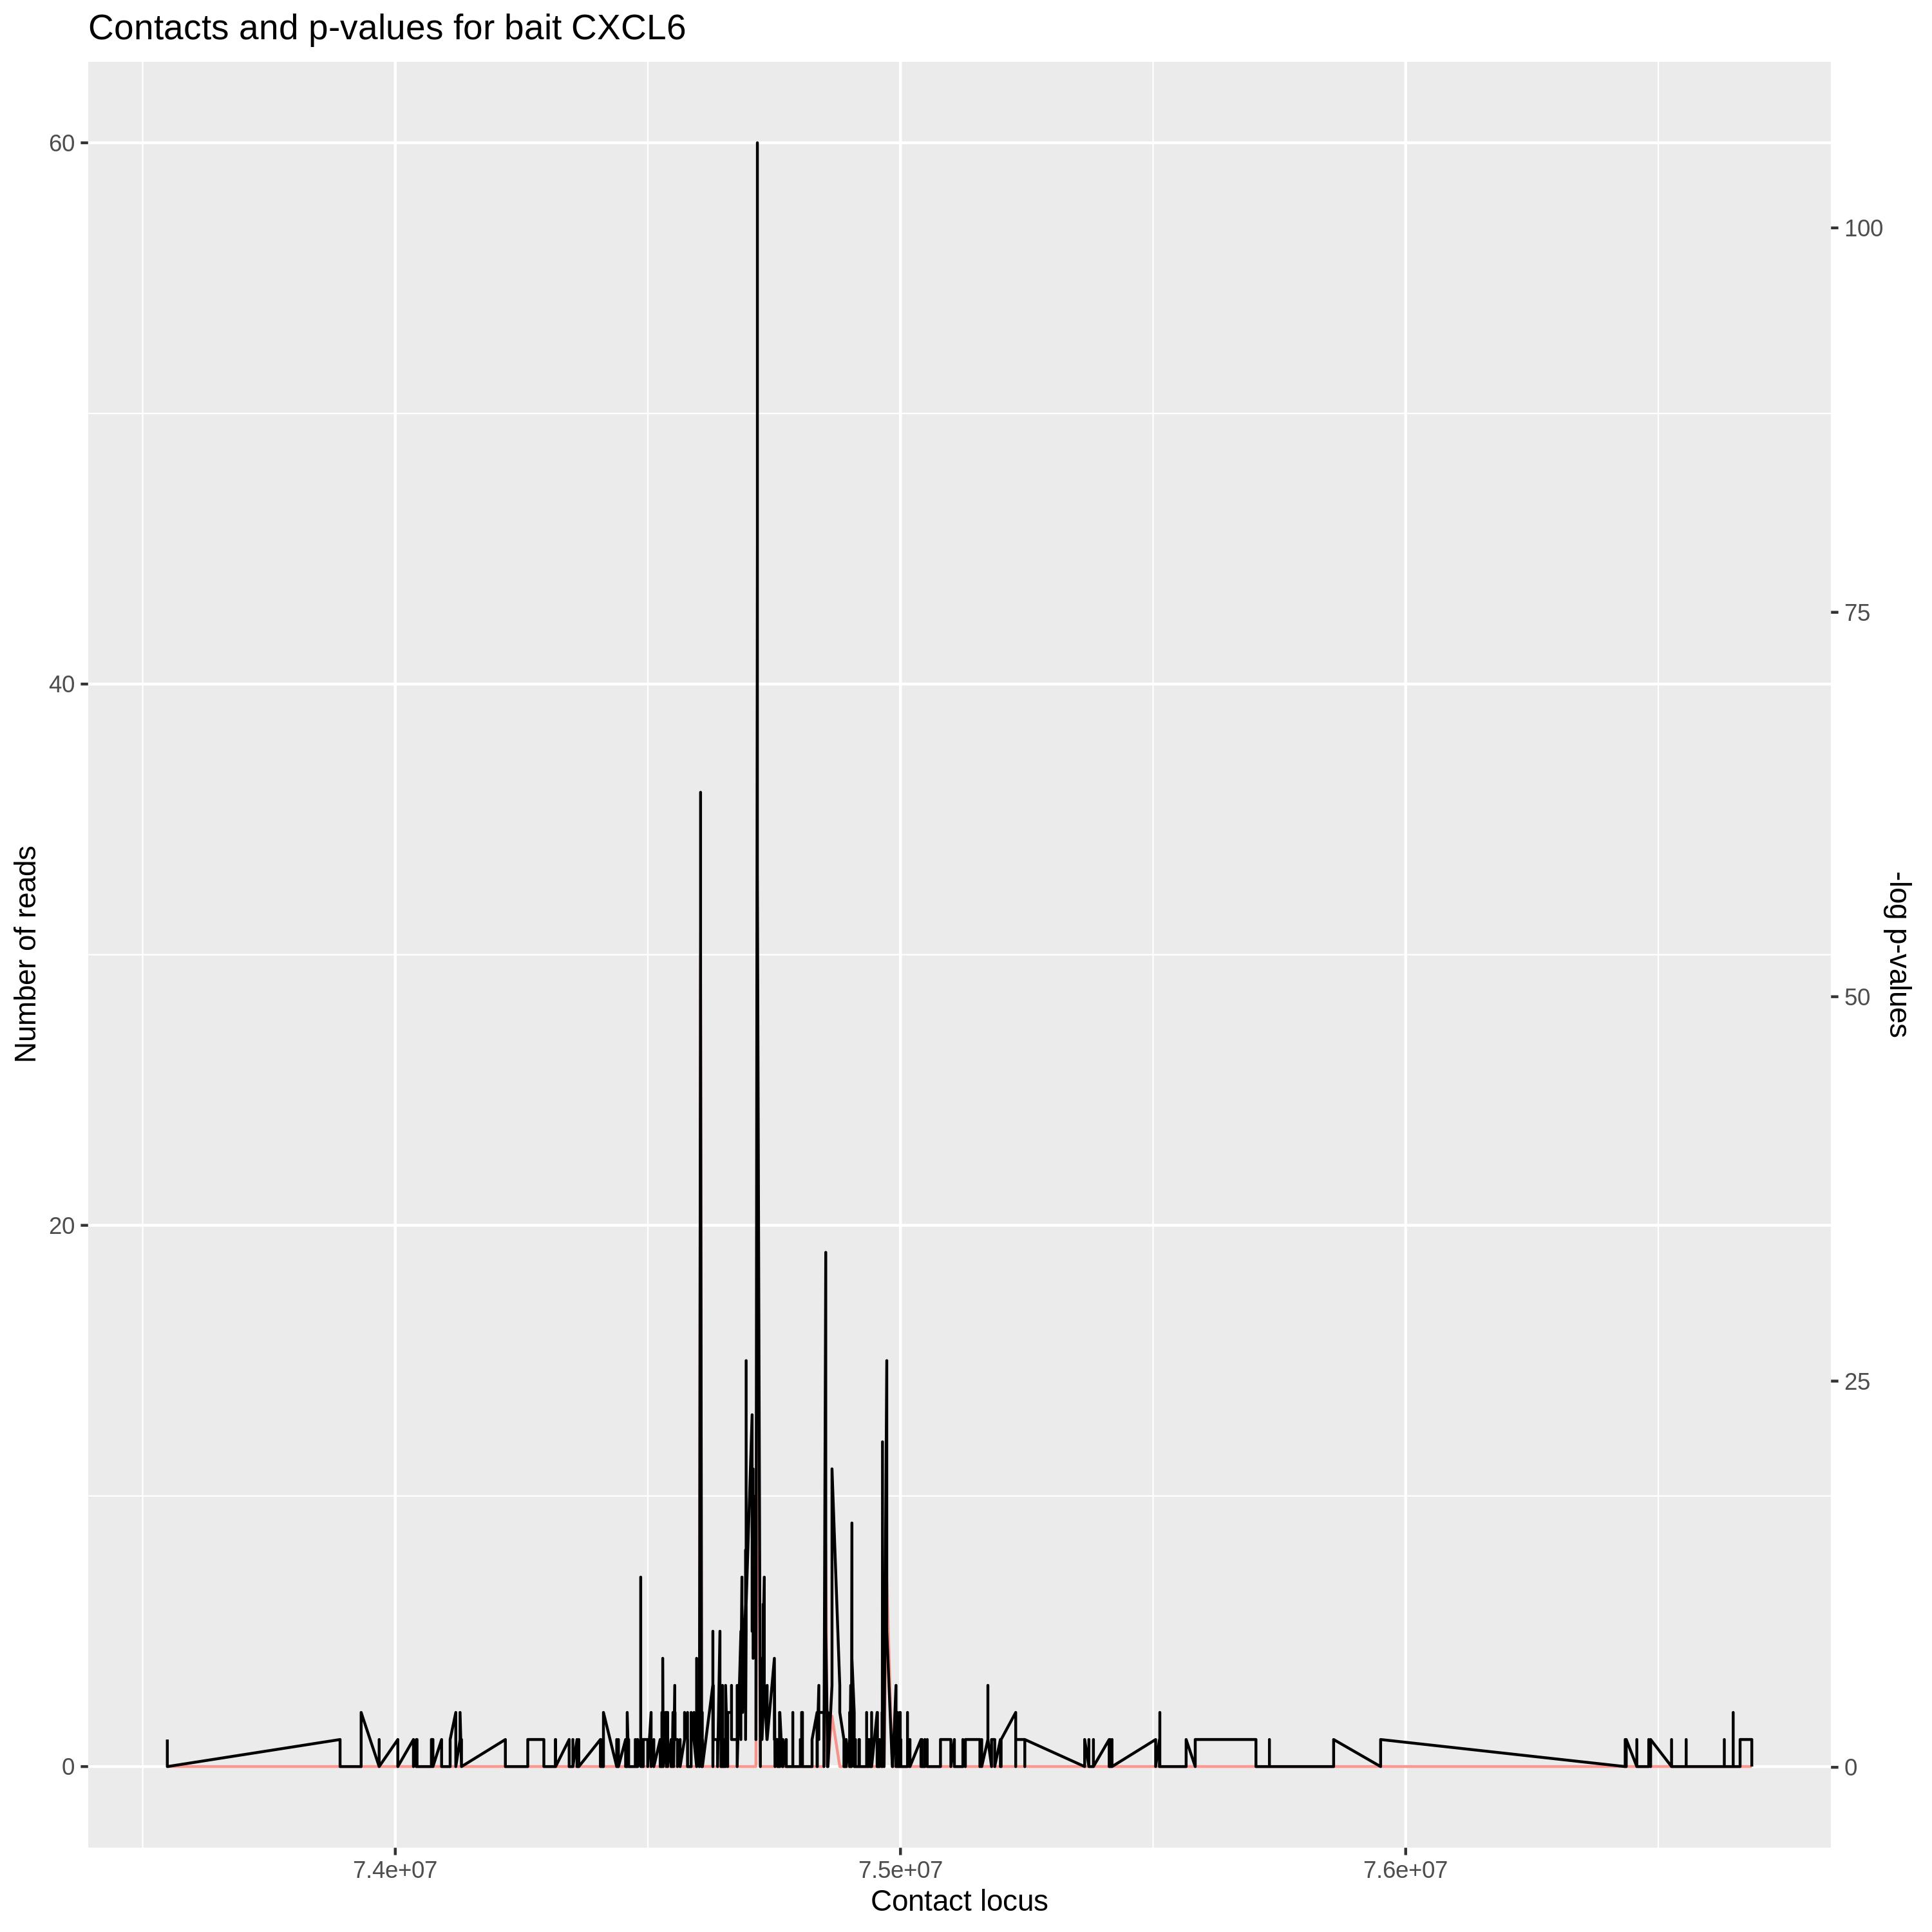 Contacts and p-values for bait CXCL6
Number of reads
60
40
20
0
100
75
50
25
0
-log p-values
7.4e+07
7.5e+07
7.6e+07
Contact locus